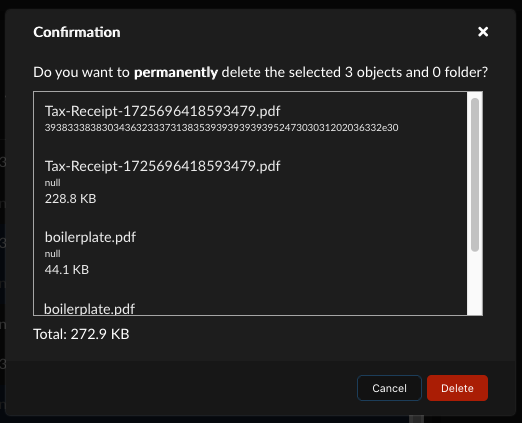 Confirmation
Do you want to permanently delete the selected 3 objects and 0 folder?
Tax-Receipt-1725696418593479.pdf
Tax-Receipt-1725696418593479.pdf
null
228.8 KB
boilerplate.pdf
null
44.1 KB
boilerplate.pdf
Total: 272.9 KB
Cancel
Delete